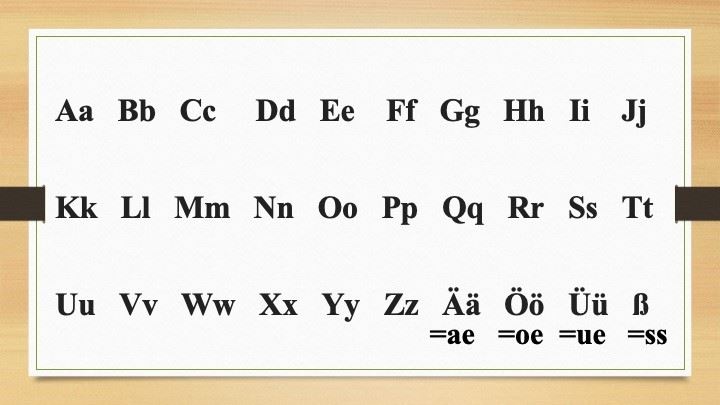 Aa Bb Cc Dd Ee Ff Gg Hh Ii Jj
Kk Ll Mm Nn Oo Pp Qq Rr Ss Tt
Uu Vv Ww Xx Yy Zz Ää Öö Üü ß
=ae =oe =ue =ss